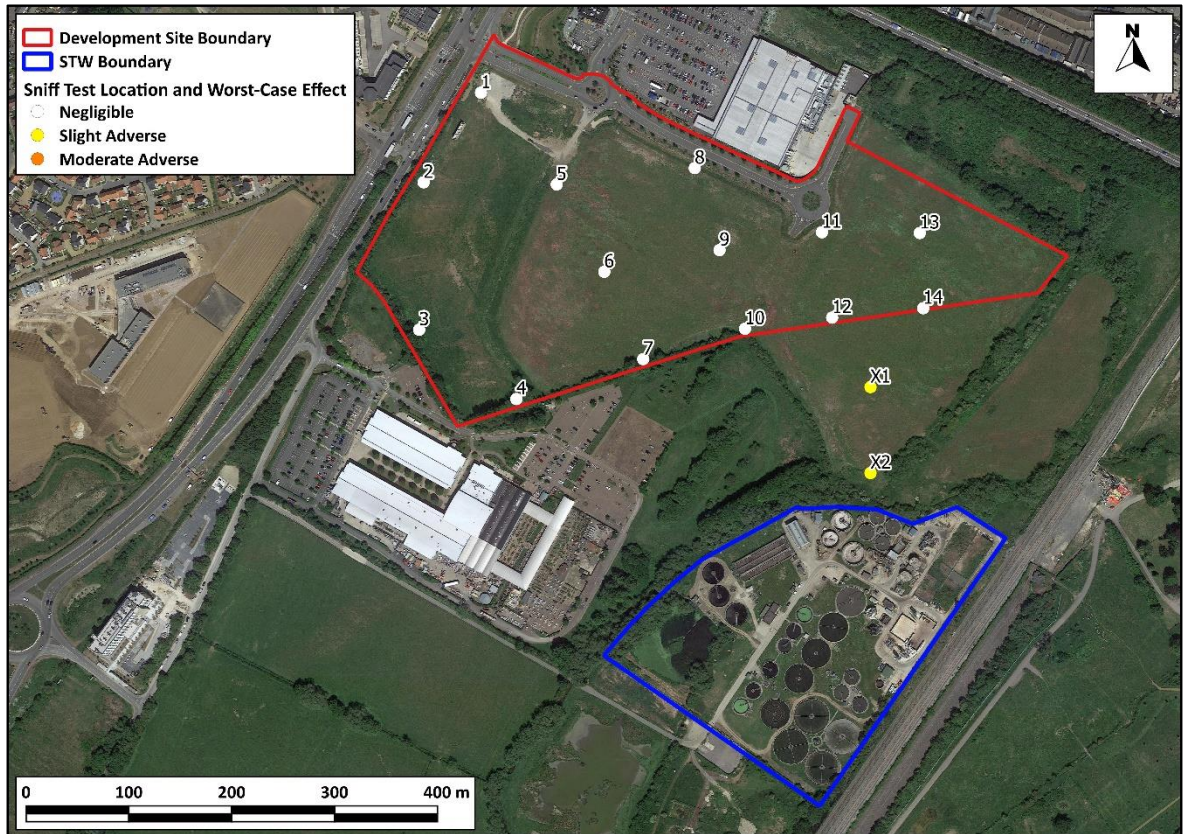 Development Site Boundary
STW Boundary
Sniff Test Location and Worst-Case Effect
Negligible
Slight Adverse
Moderate Adverse
N
1
2
5
8
11
13
9
6
3
10
12
14
7
4
X1
X2
0 100 200 300 400 m